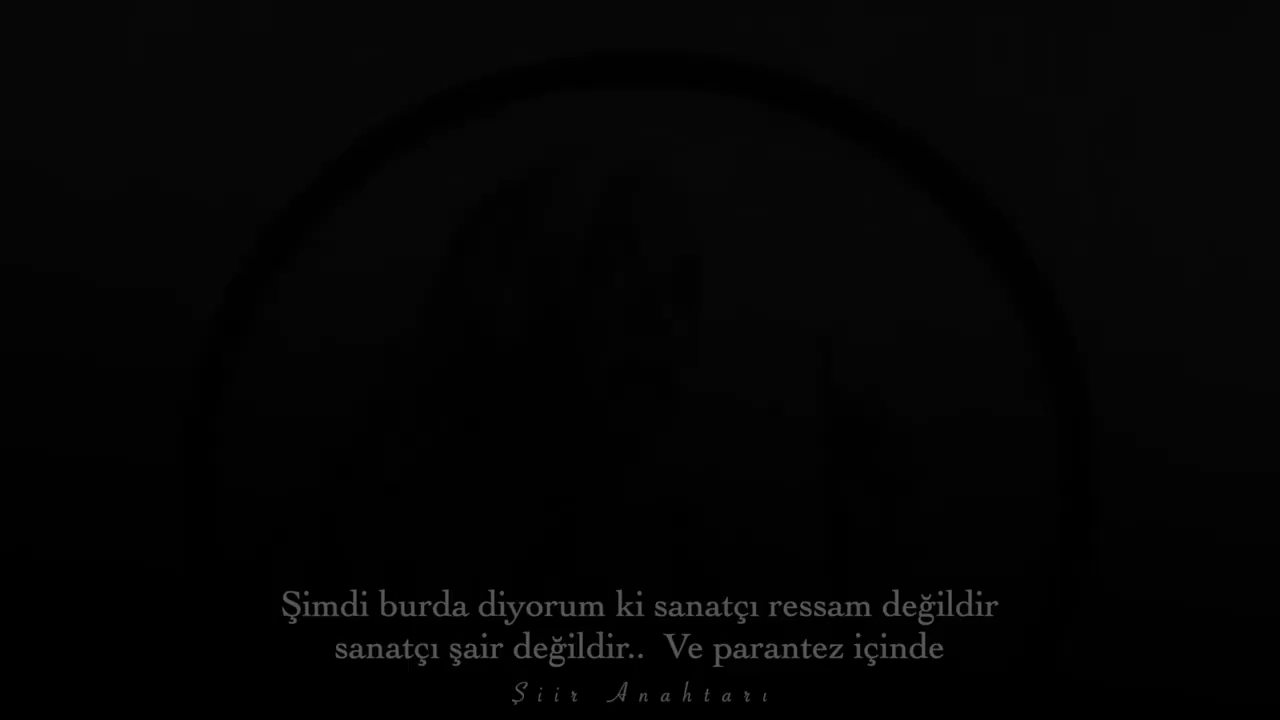 Şimdi burda diyorum ki sanatçı ressam değildir
sanatçı şair değildir..  Ve parantez içinde
Şiir Anahtarı